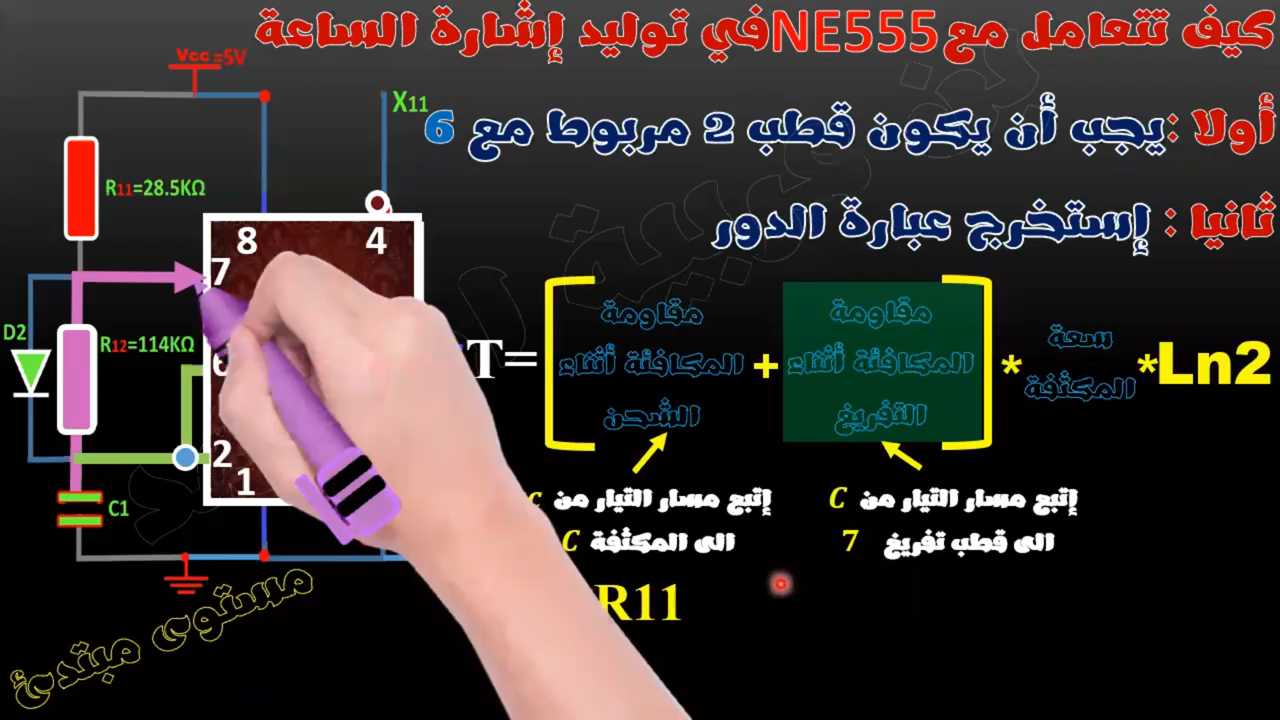 كيف تتعامل مع NE555 في توليد إشارة الساعة
أولا : يجب أن يكون قطب 2 مربوط مع 6
ثانيا : إستخرج عبارة الدور
Vcc=5V
X11
R11=28.5KΩ
8
4
7
D2
R12=114KΩ
6
2
1
C1
T= [ مقاومة المكافئة أثناء الشحن + مقاومة المكافئة أثناء التفريغ ] * سعة المكثفة *Ln2
إتبع مسار التيار من c
الى المكثفة C
إتبع مسار التيار من C
الى قطب تفريغ 7
R11
مستوى مبتدئ